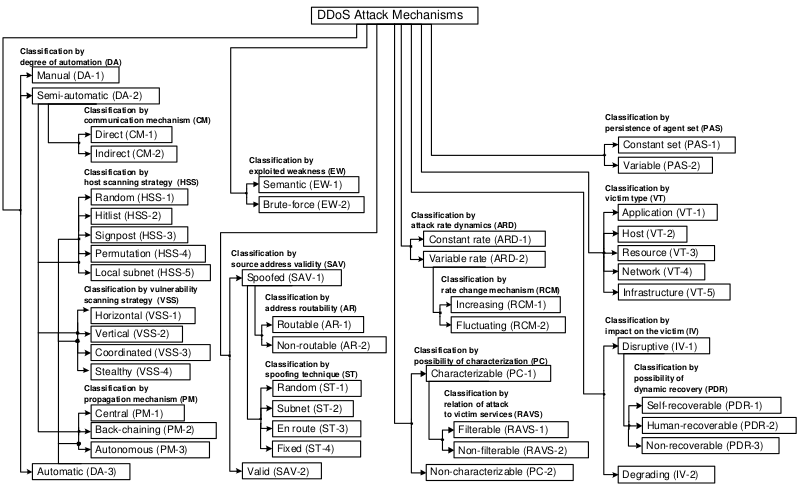 DDoS Attack Mechanisms
Classification by
degree of automation (DA)
Manual (DA-1)
Semi-automatic (DA-2)
Classification by
communication mechanism (CM)
Direct (CM-1)
Indirect (CM-2)
Classification by
host scanning strategy (HSS)
Random (HSS-1)
Hitlist (HSS-2)
Signpost (HSS-3)
Permutation (HSS-4)
Local subnet (HSS-5)
Classification by vulnerability
scanning strategy (VSS)
Horizontal (VSS-1)
Vertical (VSS-2)
Coordinated (VSS-3)
Stealthy (VSS-4)
Classification by
propagation mechanism (PM)
Central (PM-1)
Back-chaining (PM-2)
Autonomous (PM-3)
Automatic (DA-3)
Classification by
exploited weakness (EW)
Semantic (EW-1)
Brute-force (EW-2)
Classification by
source address validity (SAV)
Spoofed (SAV-1)
Classification by
address routability (AR)
Routable (AR-1)
Non-routable (AR-2)
Classification by
spoofing technique (ST)
Random (ST-1)
Subnet (ST-2)
En route (ST-3)
Fixed (ST-4)
Valid (SAV-2)
Classification by
attack rate dynamics (ARD)
Constant rate (ARD-1)
Variable rate (ARD-2)
Classification by
rate change mechanism (RCM)
Increasing (RCM-1)
Fluctuating (RCM-2)
Classification by
possibility of characterization (PC)
Characterizable (PC-1)
Classification by
relation of attack
to victim services (RAVS)
Filterable (RAVS-1)
Non-filterable (RAVS-2)
Non-characterizable (PC-2)
Classification by
persistence of agent set (PAS)
Constant set (PAS-1)
Variable (PAS-2)
Classification by
victim type (VT)
Application (VT-1)
Host (VT-2)
Resource (VT-3)
Network (VT-4)
Infrastructure (VT-5)
Classification by
impact on the victim (IV)
Disruptive (IV-1)
Classification by
possibility of
dynamic recovery (PDR)
Self-recoverable (PDR-1)
Human-recoverable (PDR-2)
Non-recoverable (PDR-3)
Degrading (IV-2)